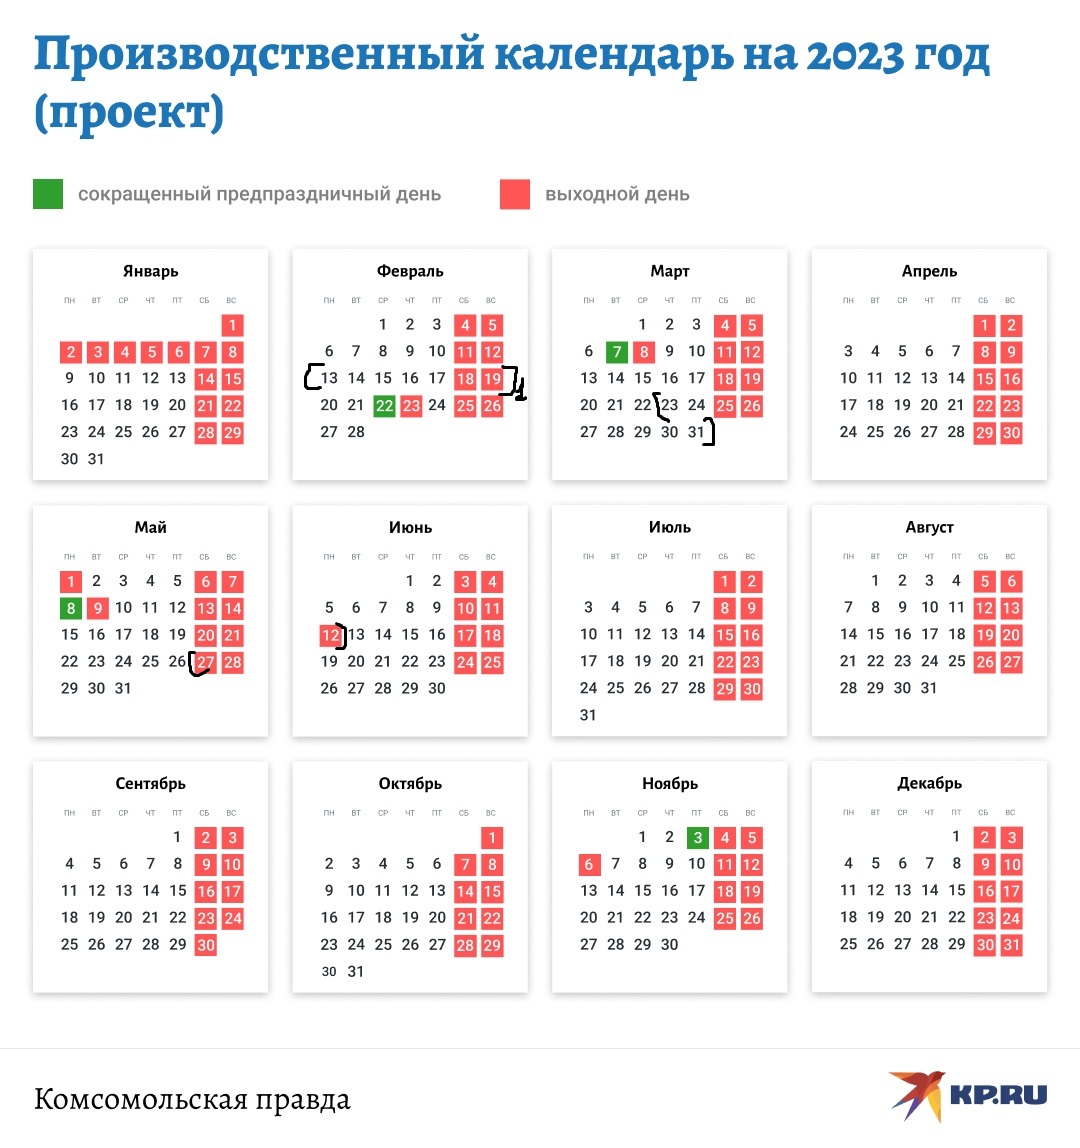 Производственный календарь на 2023 год
(проект)
сокращенный предпраздничный день выходной день
Январь Февраль Март Апрель
ПН ВТ СР ЧТ ПТ СБ ВС ПН ВТ СР ЧТ ПТ СБ ВС ПН ВТ СР ЧТ ПТ СБ ВС ПН ВТ СР ЧТ ПТ СБ ВС
1 1 2 3 4 5 1 2 3 4 5 1 2
2 3 4 5 6 7 8 6 7 8 9 10 11 12 6 7 8 9 10 11 12 3 4 5 6 7 8 9
9 10 11 12 13 14 15 [13 14 15 16 17 18 19]1 13 14 15 16 17 18 19 10 11 12 13 14 15 16
16 17 18 19 20 21 22 20 21 22 23 24 25 26 20 21 22 [23 24 25 26 17 18 19 20 21 22 23
23 24 25 26 27 28 29 27 28 27 28 29 30 31] 24 25 26 27 28 29 30
30 31
Май Июнь Июль Август
ПН ВТ СР ЧТ ПТ СБ ВС ПН ВТ СР ЧТ ПТ СБ ВС ПН ВТ СР ЧТ ПТ СБ ВС ПН ВТ СР ЧТ ПТ СБ ВС
1 2 3 4 5 6 7 1 2 3 4 1 2 1 2 3 4 5 6
8 9 10 11 12 13 14 5 6 7 8 9 10 11 3 4 5 6 7 8 9 7 8 9 10 11 12 13
15 16 17 18 19 20 21 12] 13 14 15 16 17 18 10 11 12 13 14 15 16 14 15 16 17 18 19 20
22 23 24 25 26 [27 28 19 20 21 22 23 24 25 17 18 19 20 21 22 23 21 22 23 24 25 26 27
29 30 31 26 27 28 29 30 24 25 26 27 28 29 30 28 29 30 31
31
Сентябрь Октябрь Ноябрь Декабрь
ПН ВТ СР ЧТ ПТ СБ ВС ПН ВТ СР ЧТ ПТ СБ ВС ПН ВТ СР ЧТ ПТ СБ ВС ПН ВТ СР ЧТ ПТ СБ ВС
1 2 3 1 1 2 3 4 5 1 2 3
4 5 6 7 8 9 10 2 3 4 5 6 7 8 6 7 8 9 10 11 12 4 5 6 7 8 9 10
11 12 13 14 15 16 17 9 10 11 12 13 14 15 13 14 15 16 17 18 19 11 12 13 14 15 16 17
18 19 20 21 22 23 24 16 17 18 19 20 21 22 20 21 22 23 24 25 26 18 19 20 21 22 23 24
25 26 27 28 29 30 23 24 25 26 27 28 29 27 28 29 30 25 26 27 28 29 30 31
30 31
Комсомольская правда KP.RU